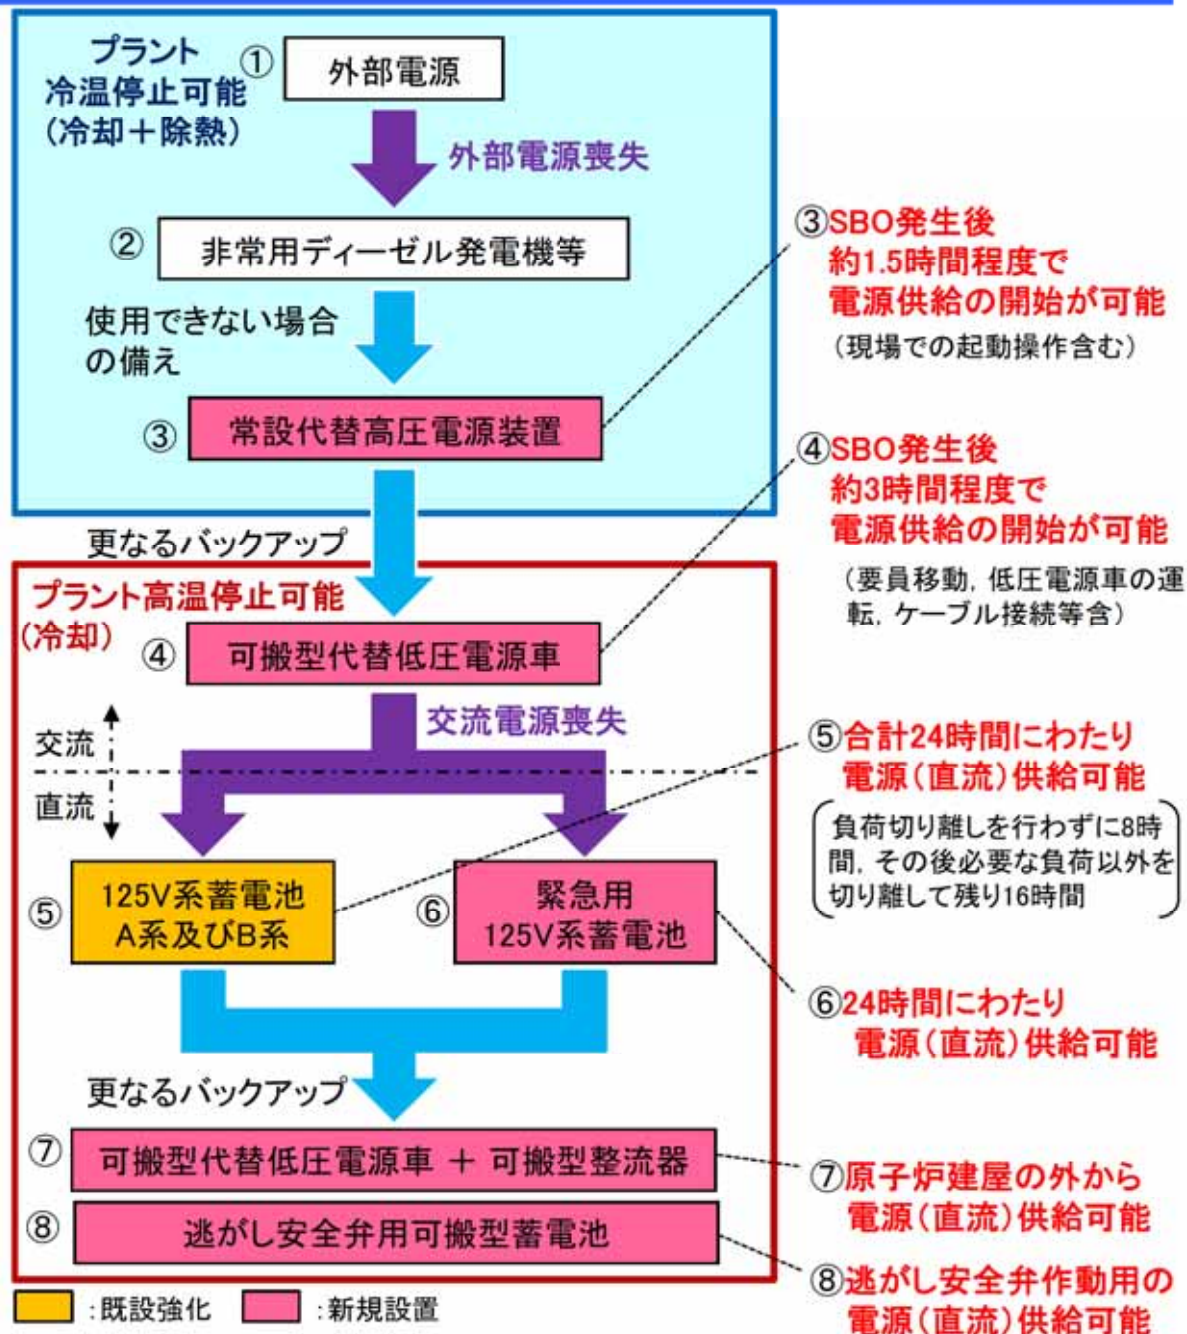 プラント
冷温停止可能
(冷却＋除熱)
①
外部電源
外部電源喪失
②
非常用ディーゼル発電機等
使用できない場合
の備え
③
常設代替高圧電源装置
③SBO発生後
約1.5時間程度で
電源供給の開始が可能
（現場での起動操作含む）
更なるバックアップ
プラント高温停止可能
(冷却)
④
可搬型代替低圧電源車
④SBO発生後
約3時間程度で
電源供給の開始が可能
（要員移動，低圧電源車の運
転，ケーブル接続等含）
交流電源喪失
交流
直流
⑤
125V系蓄電池
A系及びB系
⑥
緊急用
125V系蓄電池
⑤合計24時間にわたり
電源(直流)供給可能
負荷切り離しを行わずに8時
間，その後必要な負荷以外を
切り離して残り16時間
⑥24時間にわたり
電源(直流)供給可能
更なるバックアップ
⑦
可搬型代替低圧電源車 ＋ 可搬型整流器
⑧
逃がし安全弁用可搬型蓄電池
⑦原子炉建屋の外から
電源(直流)供給可能
⑧逃がし安全弁作動用の
電源(直流)供給可能
:既設強化
:新規設置